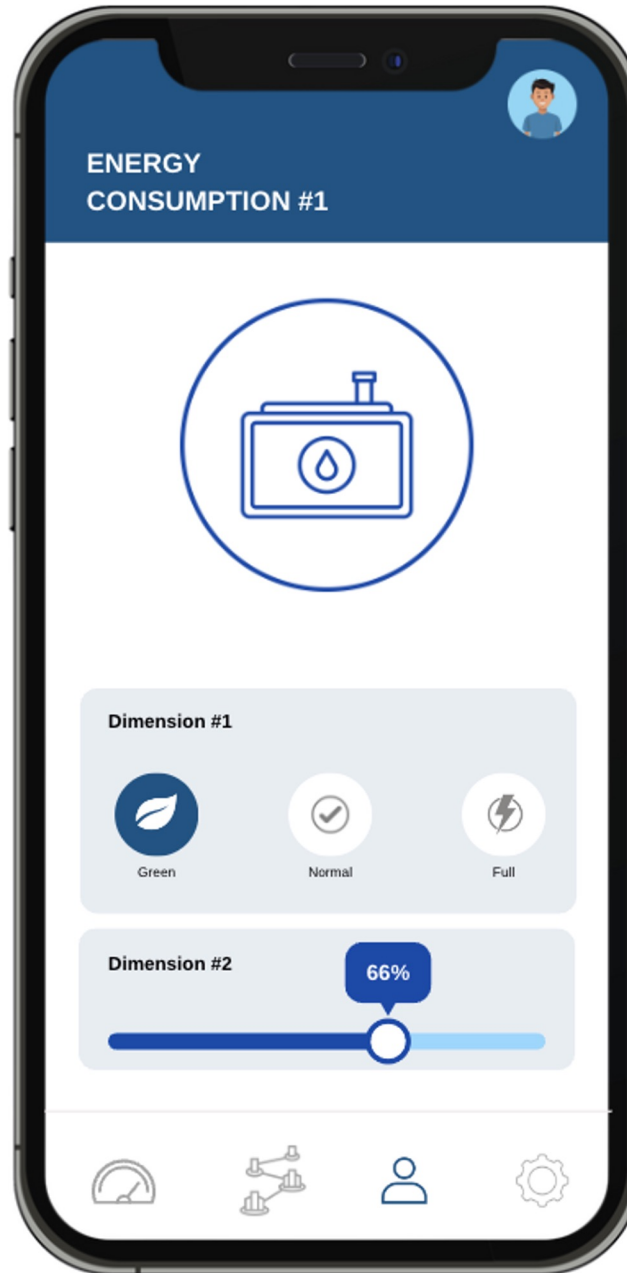 ENERGY
CONSUMPTION #1
Dimension #1
Green
Normal
Full
Dimension #2
66%